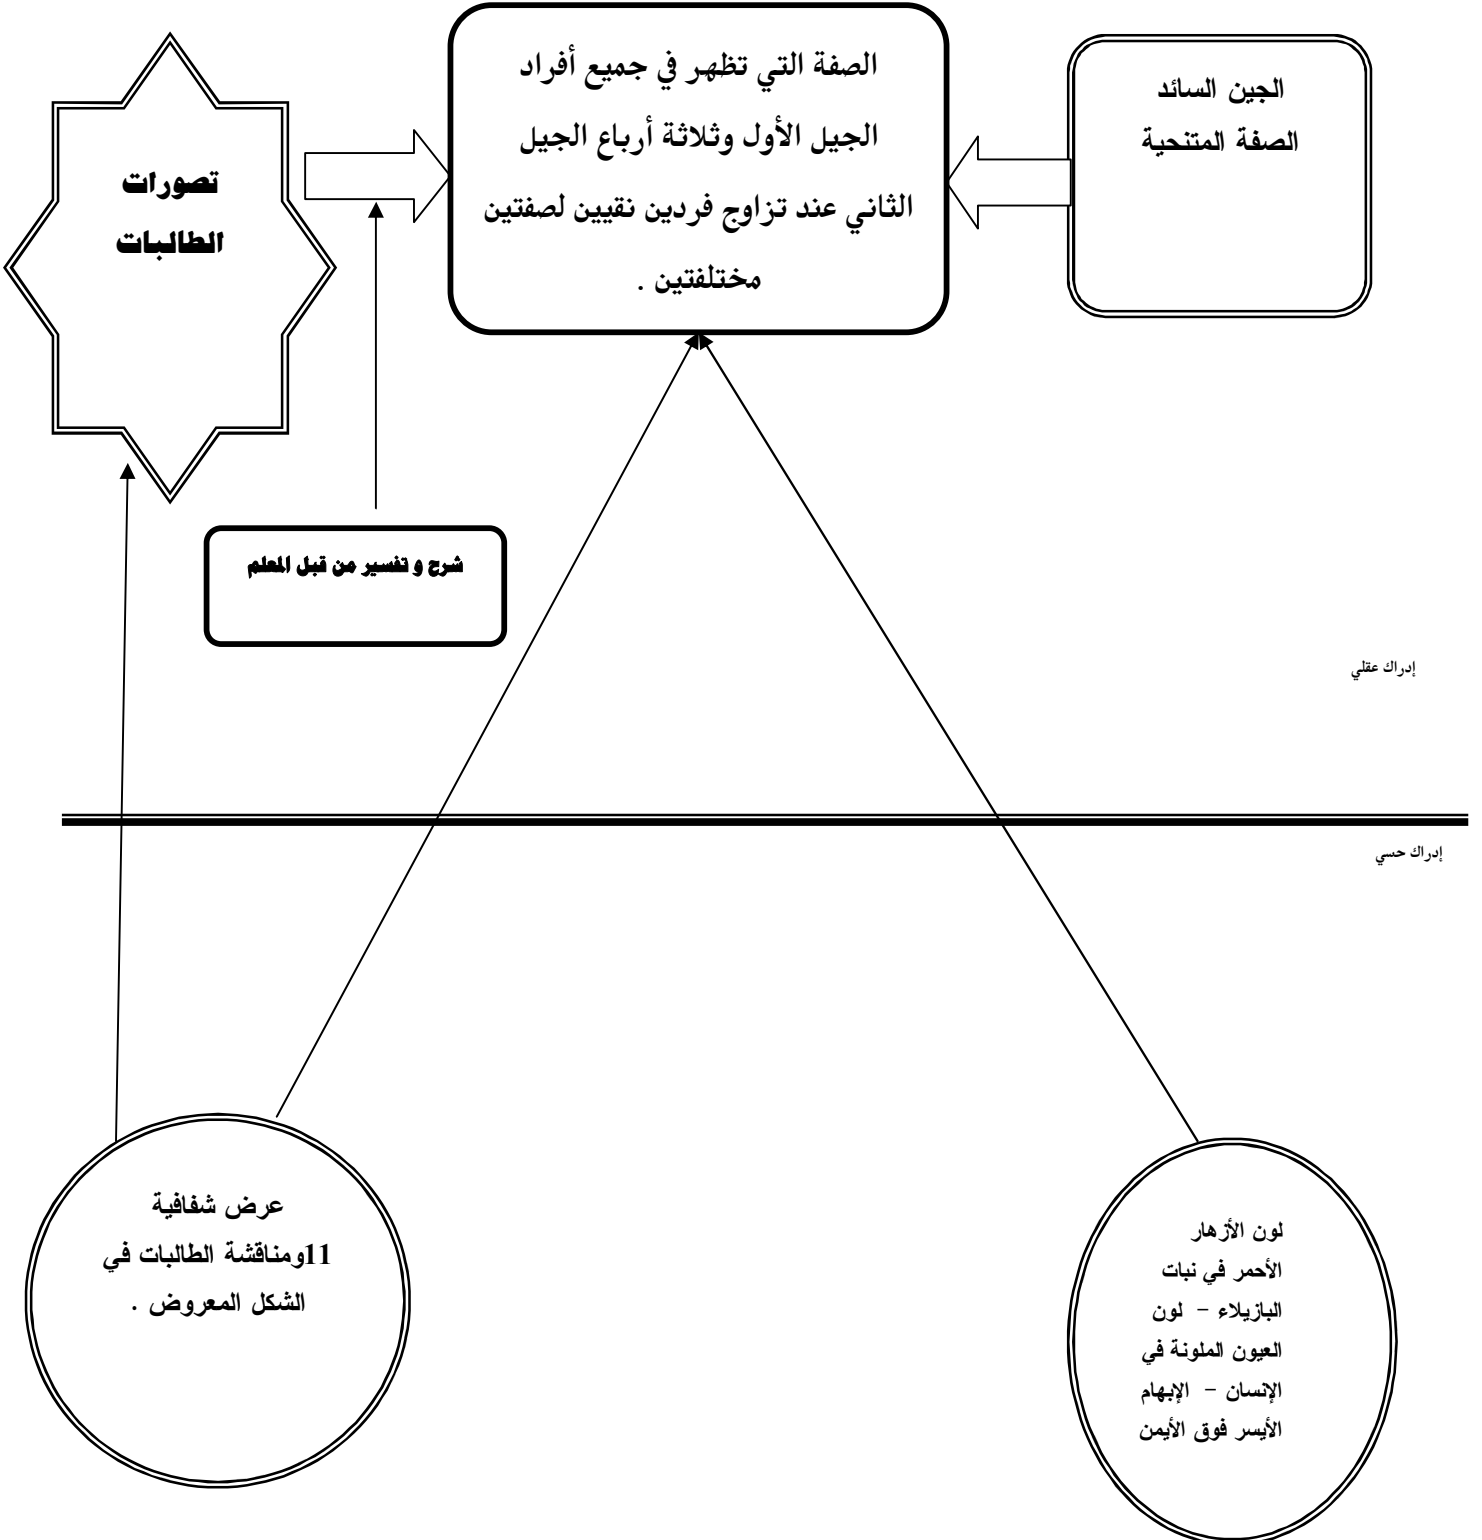 الجين السائد
الصفة المتنحية
الصفة التي تظهر في جميع أفراد
الجيل الأول وثلاثة أرباع الجيل
الثاني عند تزاوج فردين نقيين لصفتين
مختلفتين .
تصورات
الطالبات
شرح و تفسير من قبل المعلم
إدراك عقلي
إدراك حسي
لون الأزهار
الأحمر في نبات
البازيلاء – لون
العيون الملونة في
الإنسان – الإبهام
الأيسر فوق الأيمن
عرض شفافية
11ومناقشة الطالبات في
الشكل المعروض .